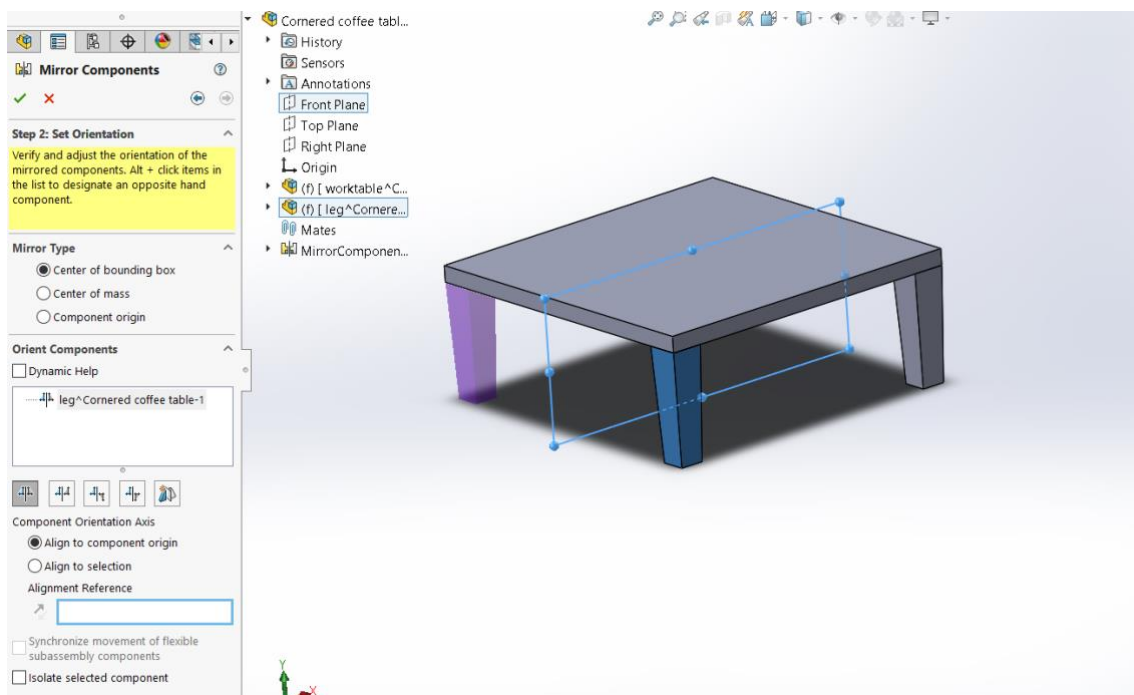 Mirror Components
Step 2: Set Orientation
Verify and adjust the orientation of the
mirrored components. Alt + click items in
the list to designate an opposite hand
component.
Mirror Type
Center of bounding box
Center of mass
Component origin
Orient Components
Dynamic Help
leg^Cornered coffee table-1
Component Orientation Axis
Align to component origin
Align to selection
Alignment Reference
Synchronize movement of flexible
subassembly components
Isolate selected component
Cornered coffee tabl...
History
Sensors
Annotations
Front Plane
Top Plane
Right Plane
Origin
(f) [ worktable^C...
(f) [ leg^Cornere...
Mates
MirrorComponen...
Y
X